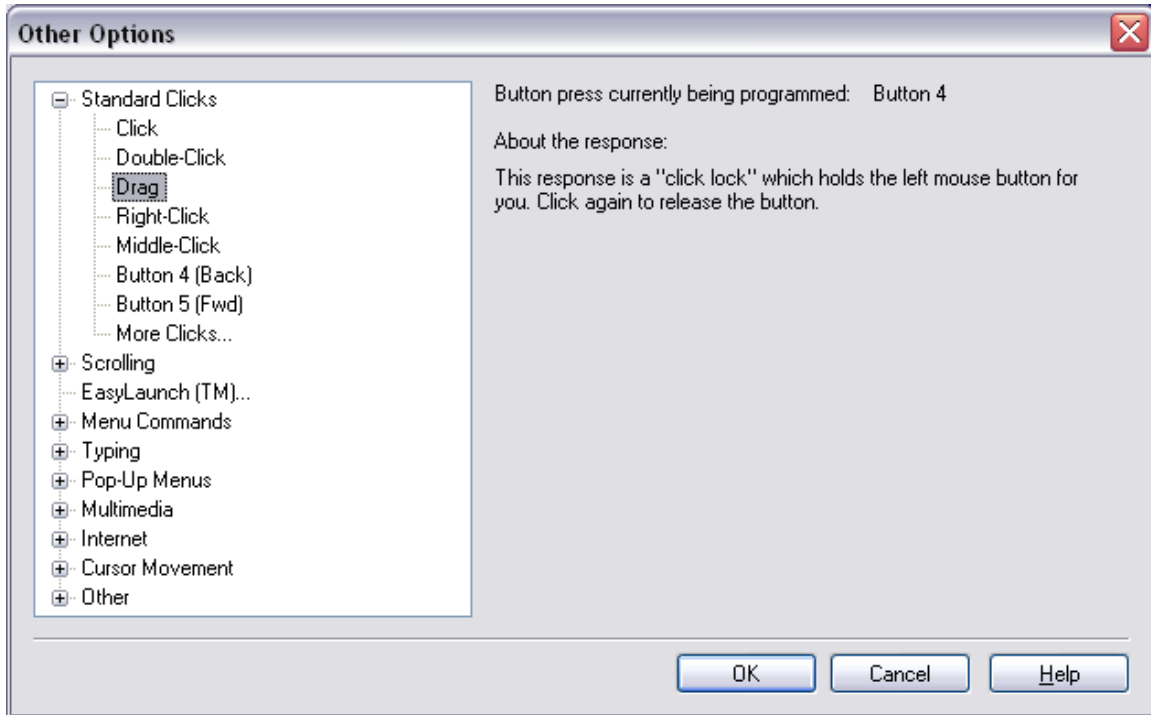 Other Options
Standard Clicks
Click
Double-Click
Drag
Right-Click
Middle-Click
Button 4 (Back)
Button 5 (Fwd)
More Clicks...
Scrolling
EasyLaunch (TM)...
Menu Commands
Typing
Pop-Up Menus
Multimedia
Internet
Cursor Movement
Other
Button press currently being programmed: Button 4
About the response:
This response is a "click lock" which holds the left mouse button for
you. Click again to release the button.
OK Cancel Help